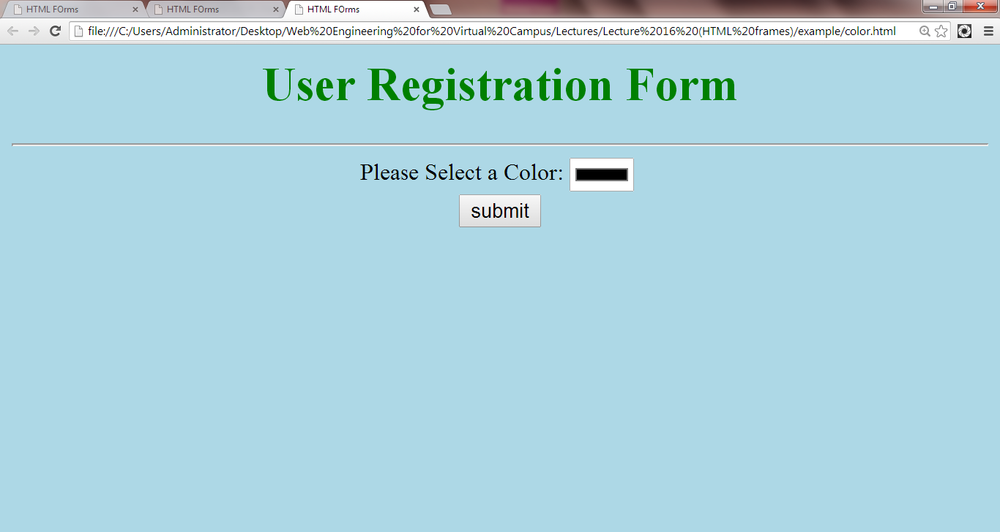 HTML FOrms
HTML FOrms
HTML FOrms
file:///C:/Users/Administrator/Desktop/Web%20Engineering%20for%20Virtual%20Campus/Lectures/Lecture%2016%20(HTML%20frames)/example/color.html
User Registration Form
Please Select a Color:
submit